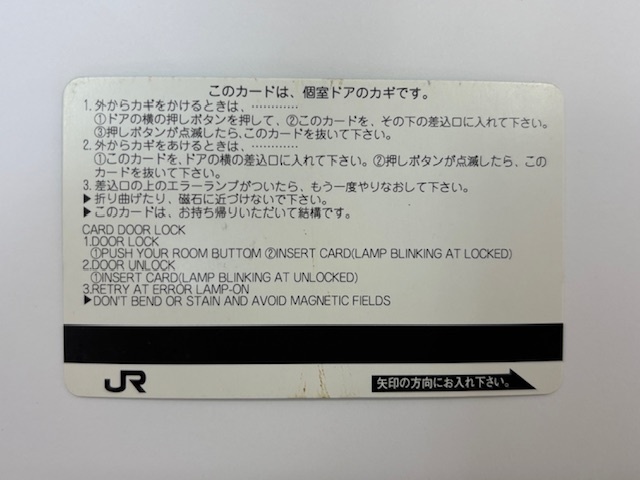 このカードは、個室ドアのカギです。
1.外からカギをかけるときは、…………
①ドアの横の押しボタンを押して、②このカードを、その下の差込口に入れて下さい。
③押しボタンが点滅したら、このカードを抜いて下さい。
2.外からカギをあけるときは、…………
①このカードを、ドアの横の差込口に入れて下さい。②押しボタンが点滅したら、この
カードを抜いて下さい。
3.差込口の上のエラーランプがついたら、もう一度やりなおして下さい。
▶折り曲げたり、磁石に近づけないで下さい。
▶このカードは、お持ち帰りいただいて結構です。
CARD DOOR LOCK
1.DOOR LOCK
①PUSH YOUR ROOM BUTTOM ②INSERT CARD(LAMP BLINKING AT LOCKED)
2.DOOR UNLOCK
①INSERT CARD(LAMP BLINKING AT UNLOCKED)
3.RETRY AT ERROR LAMP-ON
▶DON'T BEND OR STAIN AND AVOID MAGNETIC FIELDS
JR
矢印の方向にお入れ下さい。